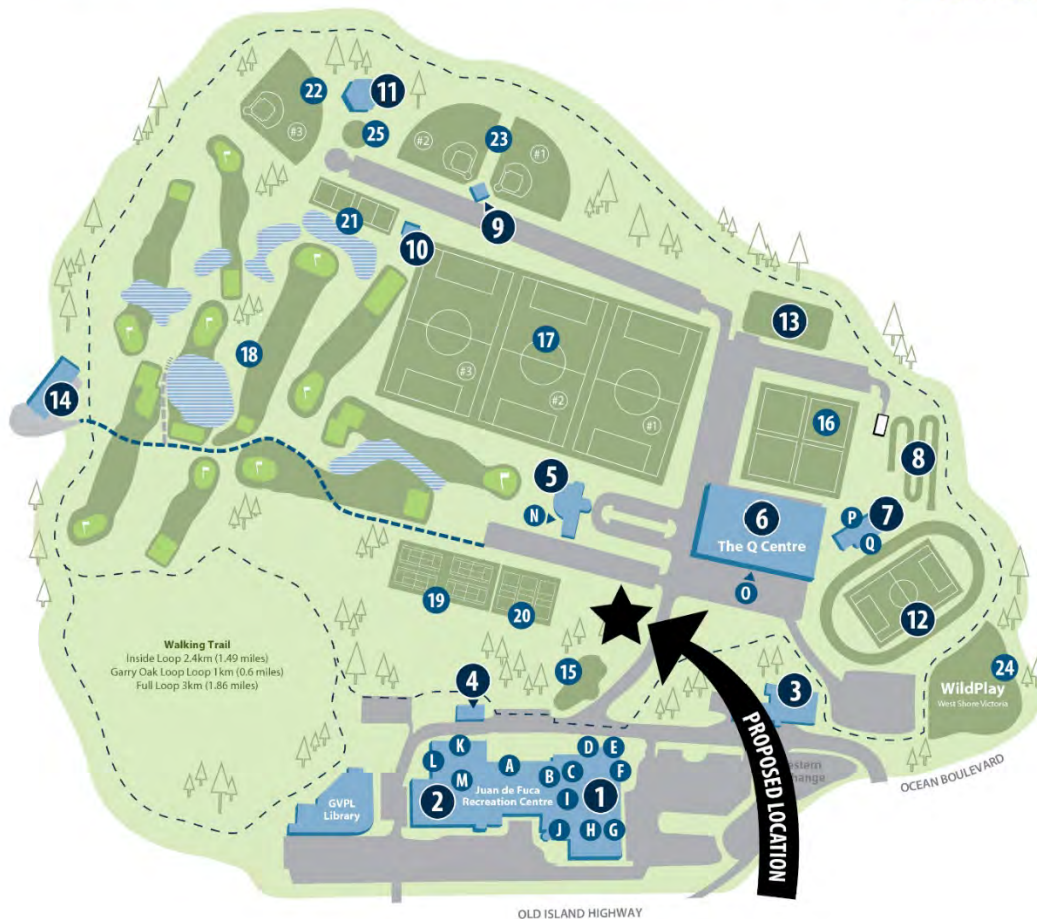 22
11
25
#3
#2
23
#1
9
21
10
13
18
17
#3
#2
#1
16
14
8
5
N
6
The Q Centre
P
7
Q
O
12
19
20
15
24
WildPlay
West Shore Victoria
Walking Trail
Inside Loop 2.4km (1.49 miles)
Garry Oak Loop Loop 1km (0.6 miles)
Full Loop 3km (1.86 miles)
4
3
PROPOSED LOCATION
K
L
M
A
B
C
D
E
F
I
2
Juan de Fuca
Recreation Centre
1
J
H
G
GVPL
Library
OCEAN BOULEVARD
OLD ISLAND HIGHWAY